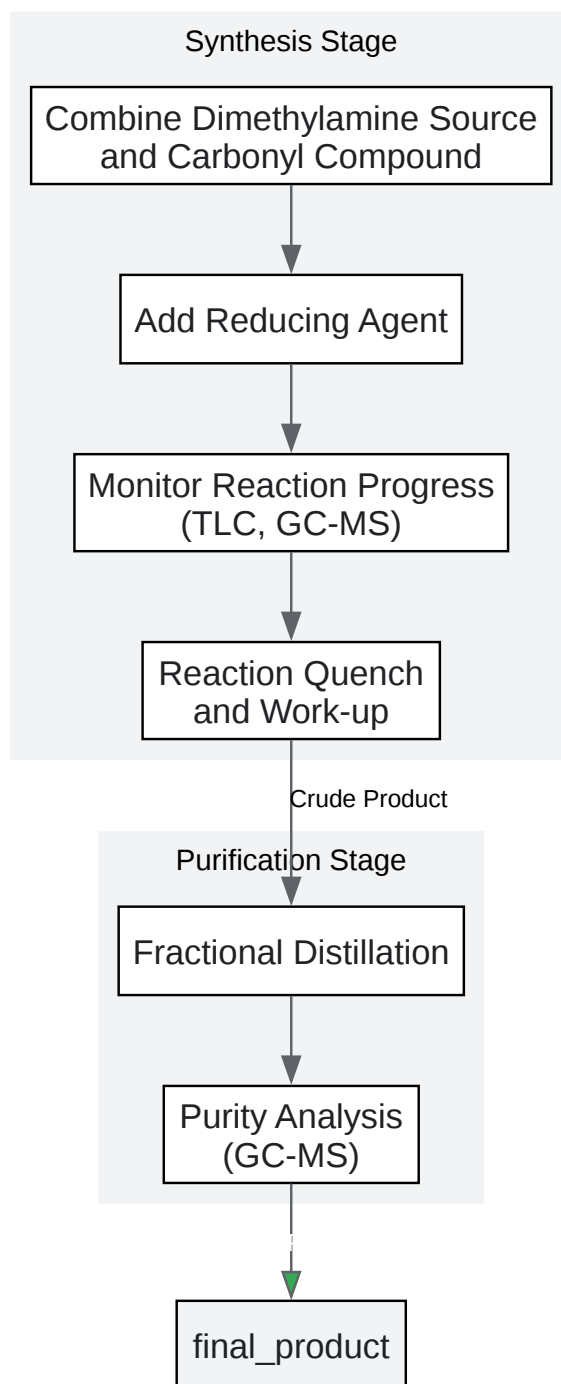 Synthesis Stage
Combine Dimethylamine Source
and Carbonyl Compound
Add Reducing Agent
Monitor Reaction Progress
(TLC, GC-MS)
Reaction Quench
and Work-up
Crude Product
Purification Stage
Fractional Distillation
Purity Analysis
(GC-MS)
final_product